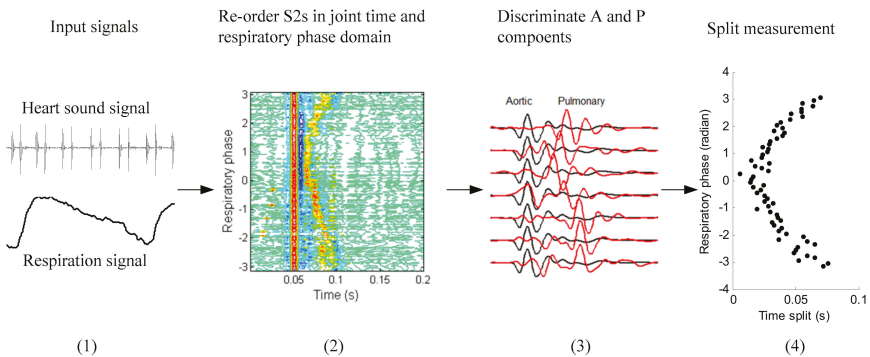 Input signals
Heart sound signal
Respiration signal
(1)
Re-order S2s in joint time and
respiratory phase domain
Respiratory phase
3
2
1
0
-1
-2
-3
0.05
0.1
0.15
0.2
Time (s)
(2)
Discriminate A and P
compoents
Aortic
Pulmonary
(3)
Split measurement
Respiratory phase (radian)
4
3
2
1
0
-1
-2
-3
-4
0
0.05
0.1
Time split (s)
(4)